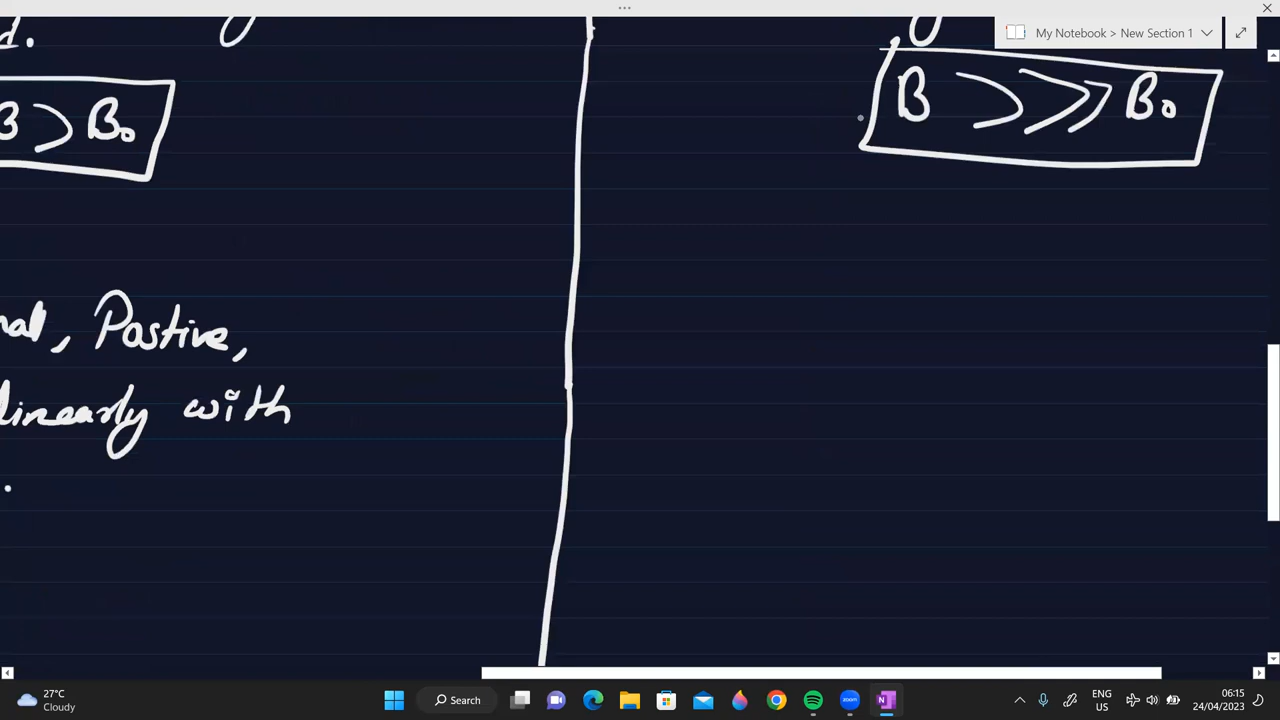 ...
My Notebook > New Section 1
d.
B > B₀
B >>> B₀
Postive,
linearly with
27°C
Cloudy
Search
zoom
ENG
US
06:15
24/04/2023